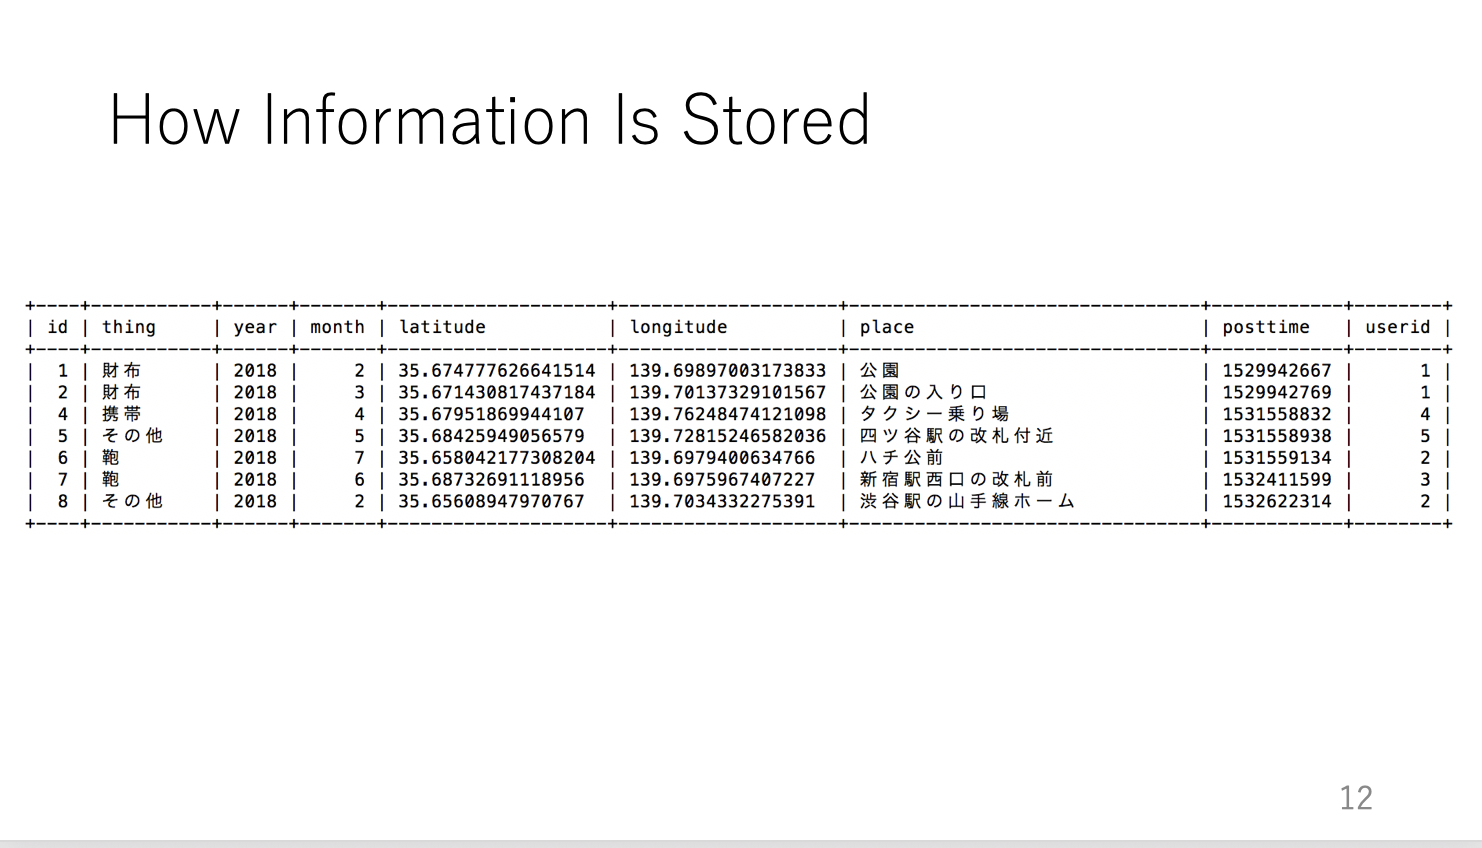 How Information Is Stored
+----+-----------+------+-------+--------------------+--------------------+--------------------------------+------------+--------+
| id | thing | year | month | latitude | longitude | place | posttime | userid |
+----+-----------+------+-------+--------------------+--------------------+--------------------------------+------------+--------+
| 1 | 財布 | 2018 | 2 | 35.674777626641514 | 139.69897003173833 | 公園 | 1529942667 | 1 |
| 2 | 財布 | 2018 | 3 | 35.671430817437184 | 139.70137329101567 | 公園の入り口 | 1529942769 | 1 |
| 4 | 携帯 | 2018 | 4 | 35.67951869944107 | 139.76248474121098 | タクシー乗り場 | 1531558832 | 4 |
| 5 | その他 | 2018 | 5 | 35.68425949056579 | 139.72815246582036 | 四ツ谷駅の改札付近 | 1531558938 | 5 |
| 6 | 鞄 | 2018 | 7 | 35.658042177308204 | 139.6979400634766 | ハチ公前 | 1531559134 | 2 |
| 7 | 鞄 | 2018 | 6 | 35.68732691118956 | 139.6975967407227 | 新宿駅西口の改札前 | 1532411599 | 3 |
| 8 | その他 | 2018 | 2 | 35.65608947970767 | 139.7034332275391 | 渋谷駅の山手線ホーム | 1532622314 | 2 |
+----+-----------+------+-------+--------------------+--------------------+--------------------------------+------------+--------+
12